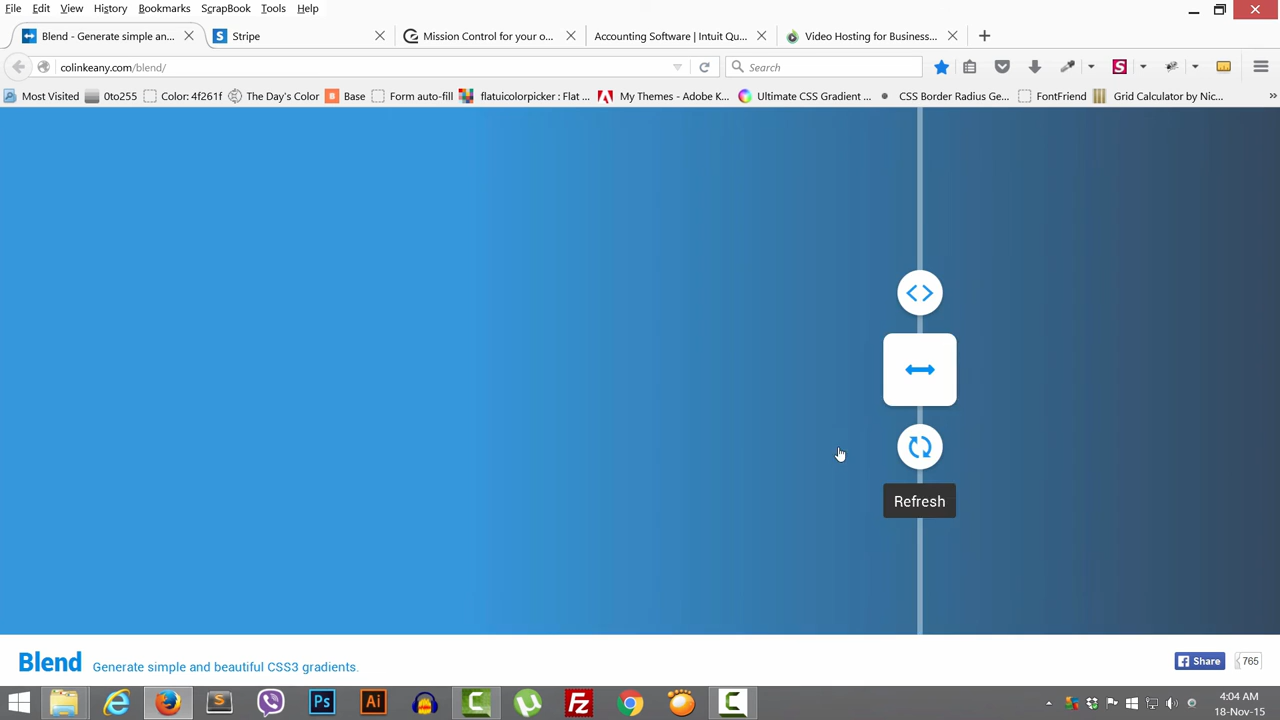 File Edit View History Bookmarks ScrapBook Tools Help
Blend - Generate simple an... Stripe Mission Control for your o... Accounting Software | Intuit Qu... Video Hosting for Business...
colinkeany.com/blend/ Search
Most Visited 0to255 Color: 4f261f The Day's Color Base Form auto-fill flatuicolorpicker : Flat ... My Themes - Adobe K... Ultimate CSS Gradient ... CSS Border Radius Ge... FontFriend Grid Calculator by Nic...
Refresh
Blend Generate simple and beautiful CSS3 gradients. Share 765
Ps Ai Fz
4:04 AM
18-Nov-15